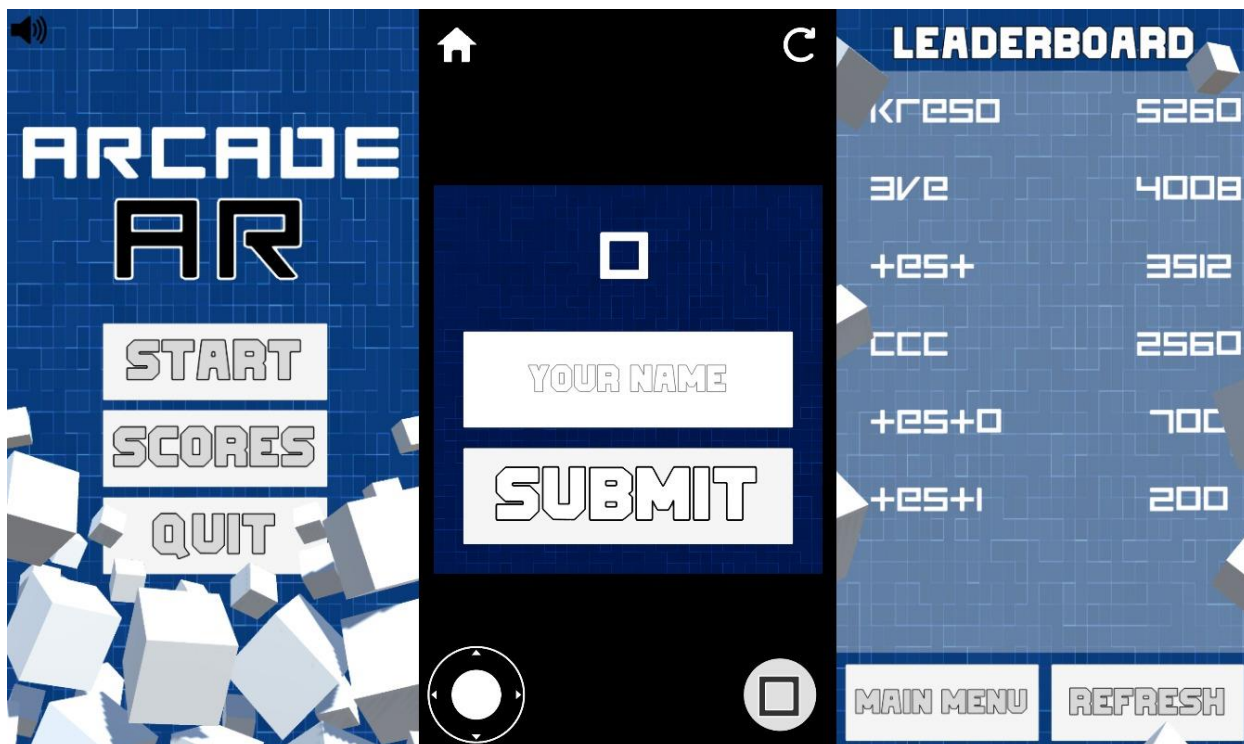 ARCADE
AR
START
SCORES
QUIT
0
YOUR NAME
SUBMIT
LEADERBOARD
Kreso 5260
3ve 4008
test 3512
CCC 2560
test0 700
test1 200
MAIN MENU REFRESH